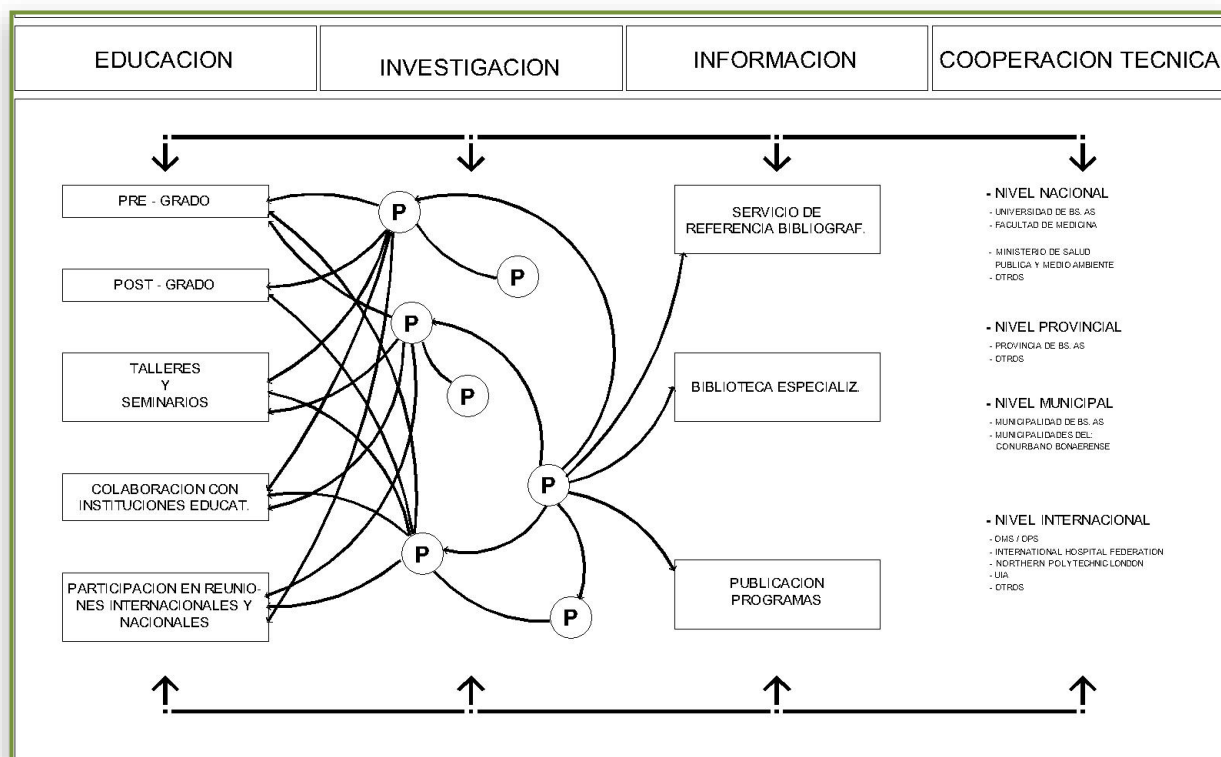 EDUCACION
INVESTIGACION
INFORMACION
COOPERACION TECNICA
PRE - GRADO
POST - GRADO
TALLERES
Y
SEMINARIOS
COLABORACION CON
INSTITUCIONES EDUCAT.
PARTICIPACION EN REUNIO-
NES INTERNACIONALES Y
NACIONALES
P
P
P
P
P
P
P
SERVICIO DE
REFERENCIA BIBLIOGRAF.
BIBLIOTECA ESPECIALIZ.
PUBLICACION
PROGRAMAS
- NIVEL NACIONAL
- UNIVERSIDAD DE BS. AS
- FACULTAD DE MEDICINA
- MINISTERIO DE SALUD
PUBLICA Y MEDIO AMBIENTE
- OTROS
- NIVEL PROVINCIAL
- PROVINCIA DE BS. AS
- OTROS
- NIVEL MUNICIPAL
- MUNICIPALIDAD DE BS. AS
- MUNICIPALIDADES DEL:
CONURBANO BONAERENSE
- NIVEL INTERNACIONAL
- OMS / OPS
- INTERNATIONAL HOSPITAL FEDERATION
- NORTHERN POLYTECHNIC LONDON
- UIA
- OTROS